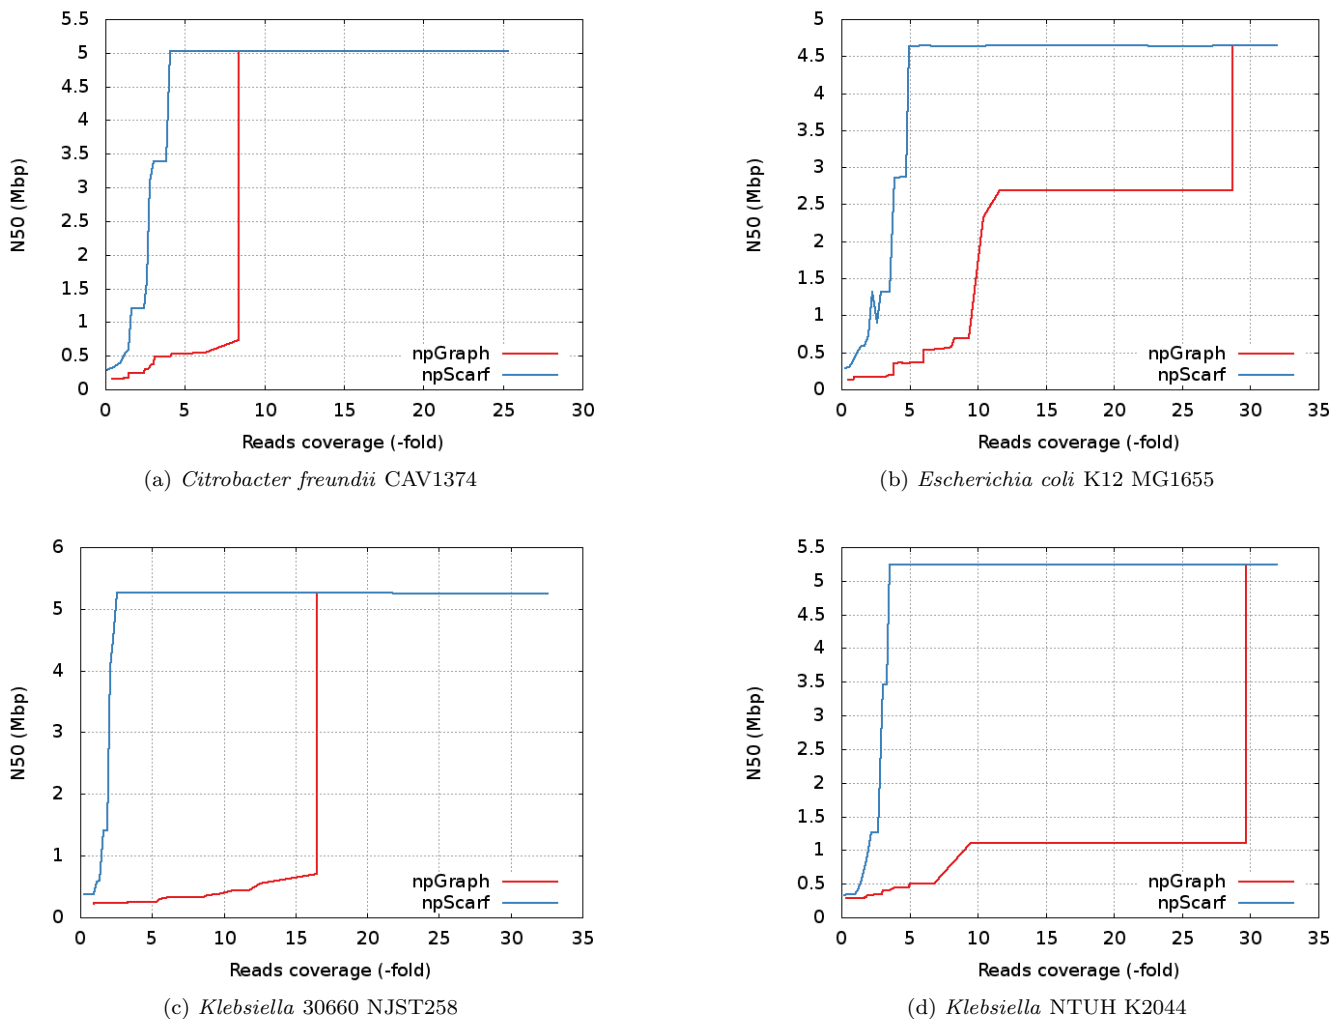 5.5
5
4.5
4
3.5
3
2.5
2
1.5
1
0.5
0
N50 (Mbp)
npGraph
npScarf
0 5 10 15 20 25 30
Reads coverage (-fold)
(a) Citrobacter freundii CAV1374
5
4.5
4
3.5
3
2.5
2
1.5
1
0.5
0
N50 (Mbp)
npGraph
npScarf
0 5 10 15 20 25 30 35
Reads coverage (-fold)
(b) Escherichia coli K12 MG1655
6
5
4
3
2
1
0
N50 (Mbp)
npGraph
npScarf
0 5 10 15 20 25 30 35
Reads coverage (-fold)
(c) Klebsiella 30660 NJST258
5.5
5
4.5
4
3.5
3
2.5
2
1.5
1
0.5
0
N50 (Mbp)
npGraph
npScarf
0 5 10 15 20 25 30 35
Reads coverage (-fold)
(d) Klebsiella NTUH K2044